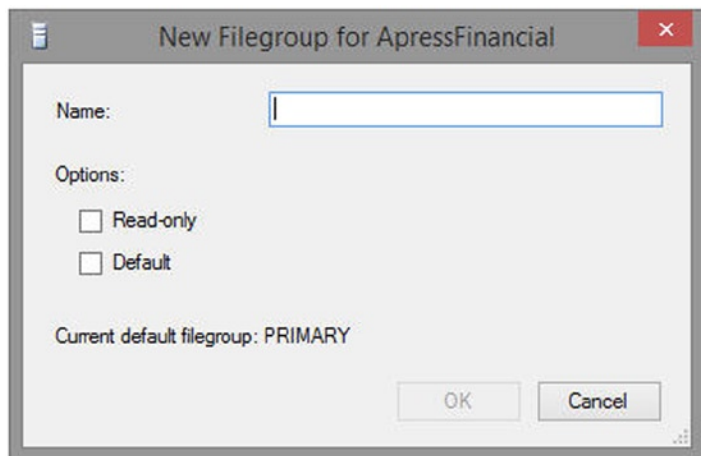 New Filegroup for ApressFinancial
Name:
Options:
Read-only
Default
Current default filegroup: PRIMARY
OK Cancel